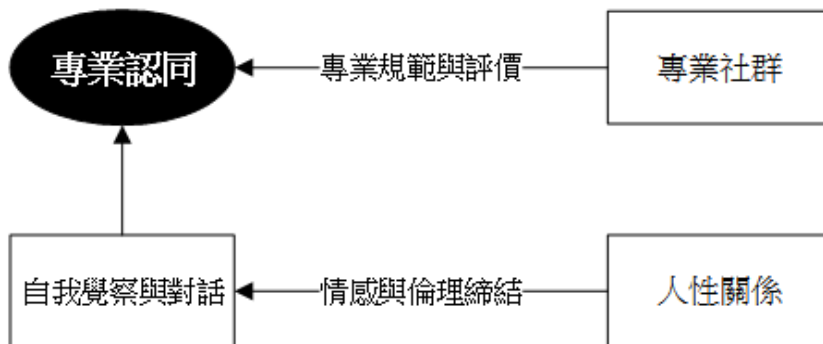 專業認同
專業規範與評價
專業社群
自我覺察與對話
情感與倫理締結
人性關係